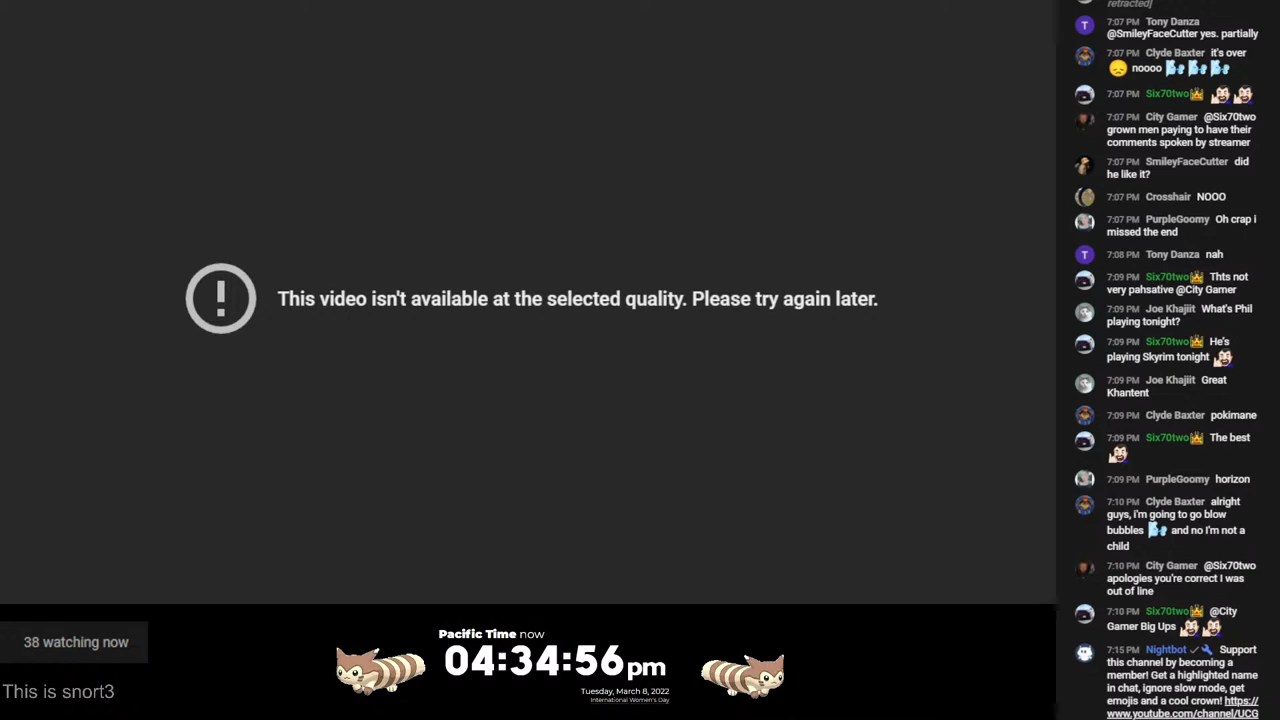 This video isn't available at the selected quality. Please try again later.
38 watching now
This is snort3
Pacific Time now
04:34:56pm
Tuesday, March 8, 2022
International Women's Day
retracted]
7:07 PM Tony Danza
@SmileyFaceCutter yes. partially
7:07 PM Clyde Baxter it's over
noooo
7:07 PM Six70two
7:07 PM City Gamer @Six70two
grown men paying to have their
comments spoken by streamer
7:07 PM SmileyFaceCutter did
he like it?
7:07 PM Crosshair NOOO
7:07 PM PurpleGoomy Oh crap i
missed the end
7:08 PM Tony Danza nah
7:09 PM Six70two Thts not
very pahsative @City Gamer
7:09 PM Joe Khajiit What's Phil
playing tonight?
7:09 PM Six70two He's
playing Skyrim tonight
7:09 PM Joe Khajiit Great
Khantent
7:09 PM Clyde Baxter pokimane
7:09 PM Six70two The best
7:09 PM PurpleGoomy horizon
7:10 PM Clyde Baxter alright
guys, i'm going to go blow
bubbles and no I'm not a
child
7:10 PM City Gamer @Six70two
apologies you're correct I was
out of line
7:10 PM Six70two @City
Gamer Big Ups
7:15 PM Nightbot Support
this channel by becoming a
member! Get a highlighted name
in chat, ignore slow mode, get
emojis and a cool crown! https://
www.youtube.com/channel/UCG